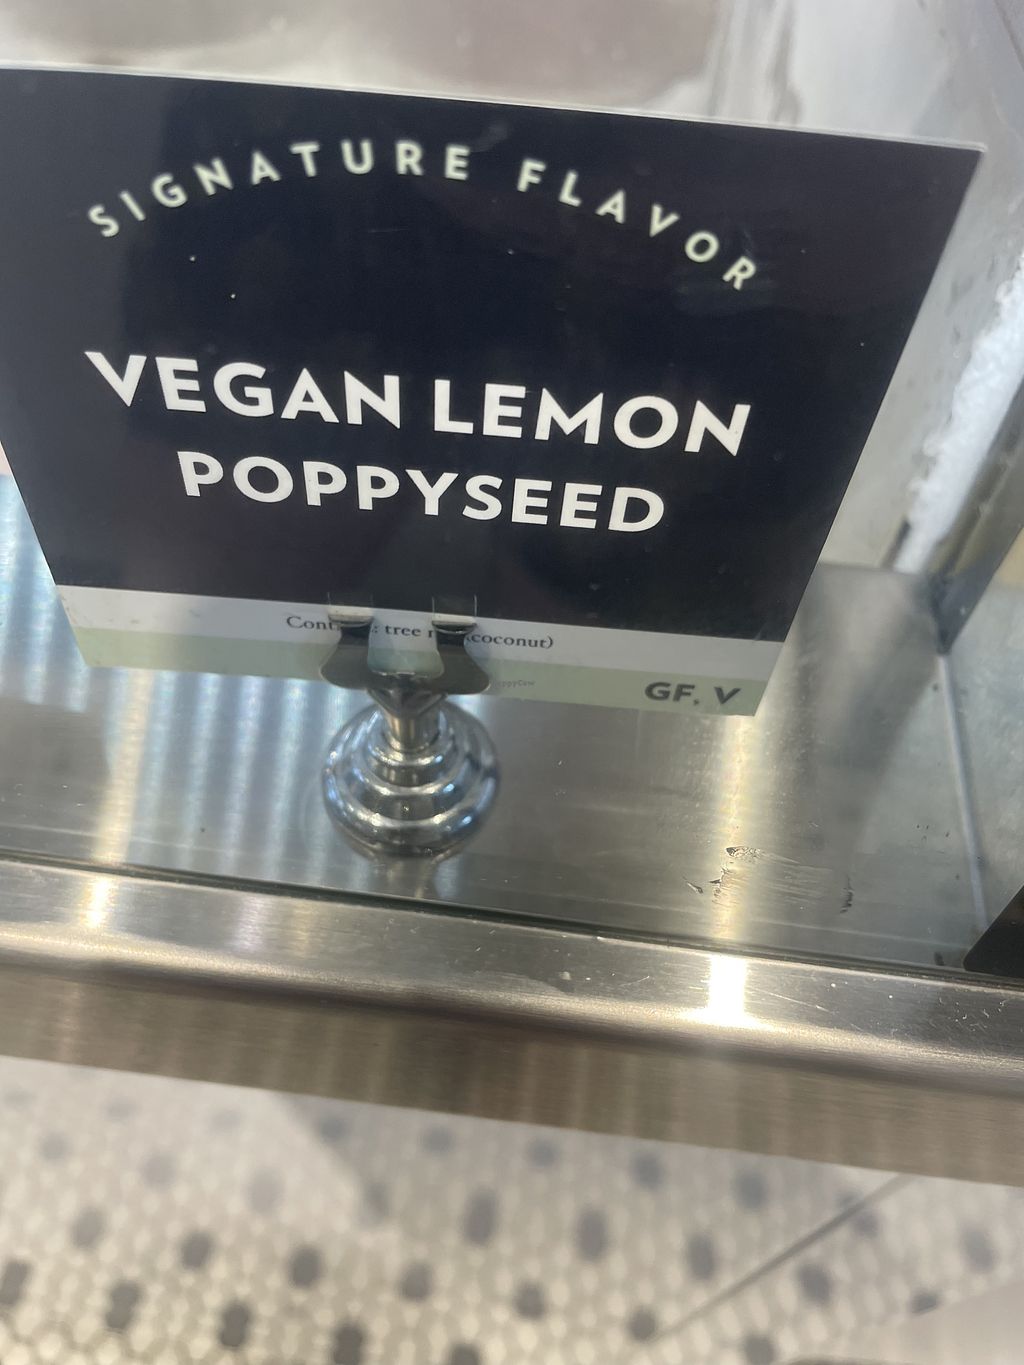 SIGNATURE FLAVOR
VEGAN LEMON
POPPYSEED
tree (coconut)
GF, V